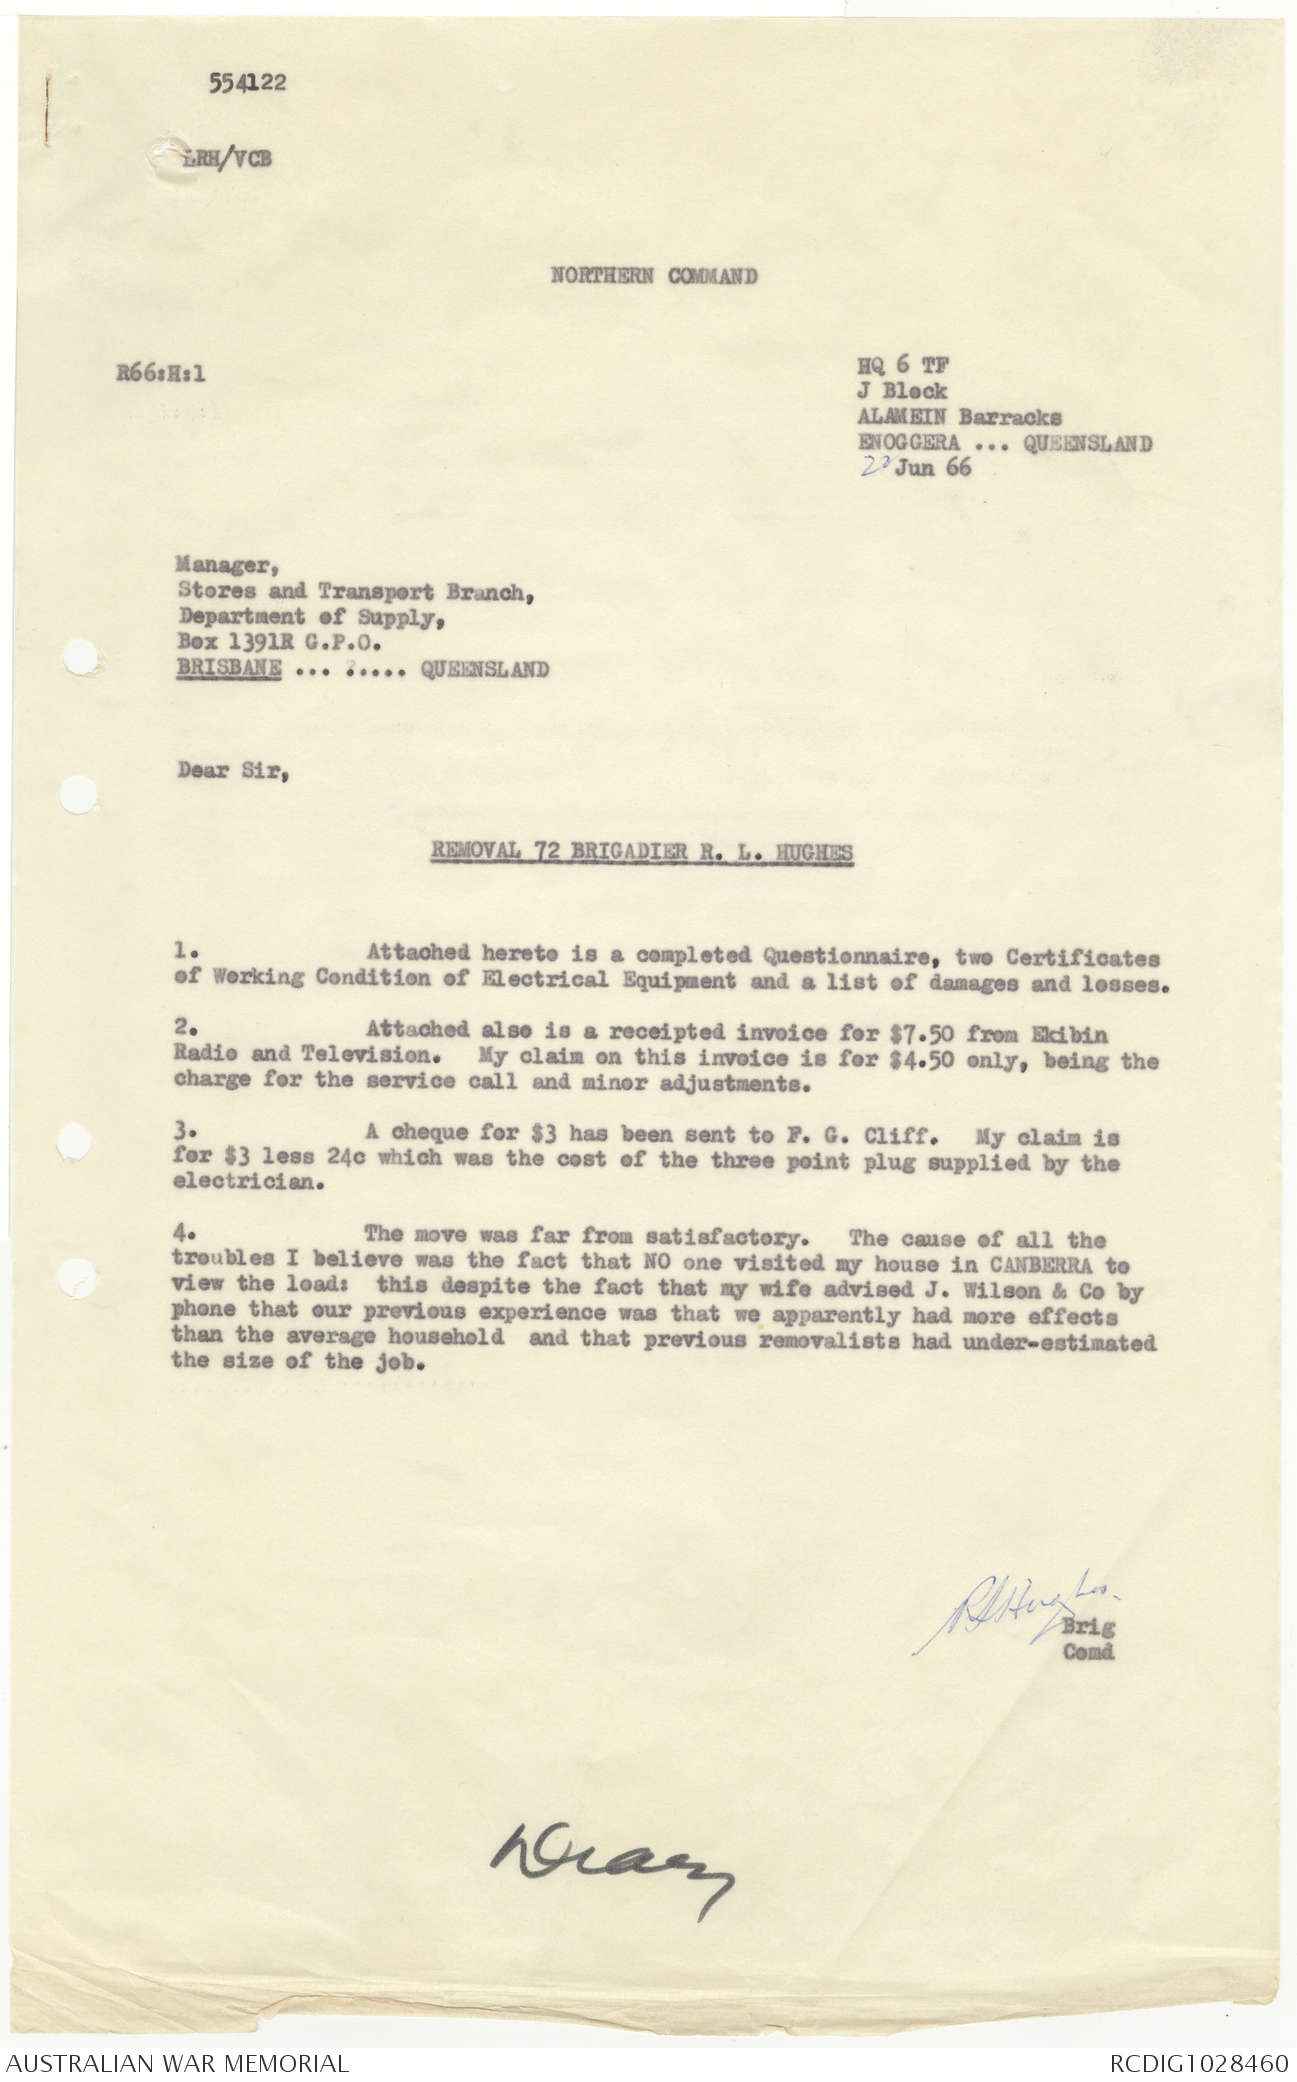 554122
LRH/VCB
NORTHERN COMMAND
R66:H:1
HQ 6 TF
J Block
ALAMEIN Barracks
ENOGGERA ... QUEENSLAND
Jun 66
Manager,
Stores and Transport Branch,
Department of Supply,
Box 1391R G.P.O.
BRISBANE ... ..... QUEENSLAND
Dear Sir,
REMOVAL 72 BRIGADIER R. L. HUGHES
1. Attached hereto is a completed Questionnaire, two Certificates
of Working Condition of Electrical Equipment and a list of damages and losses.
2. Attached also is a receipted invoice for $7.50 from Ekibin
Radio and Television. My claim on this invoice is for $4.50 only, being the
charge for the service call and minor adjustments.
3. A cheque for $3 has been sent to F. G. Cliff. My claim is
for $3 less 24c which was the cost of the three point plug supplied by the
electrician.
4. The move was far from satisfactory. The cause of all the
troubles I believe was the fact that NO one visited my house in CANBERRA to
view the load: this despite the fact that my wife advised J. Wilson & Co by
phone that our previous experience was that we apparently had more effects
than the average household and that previous removalists had under-estimated
the size of the job.
RLHughes.
Brig
Comd
AUSTRALIAN WAR MEMORIAL
RCDIG1028460